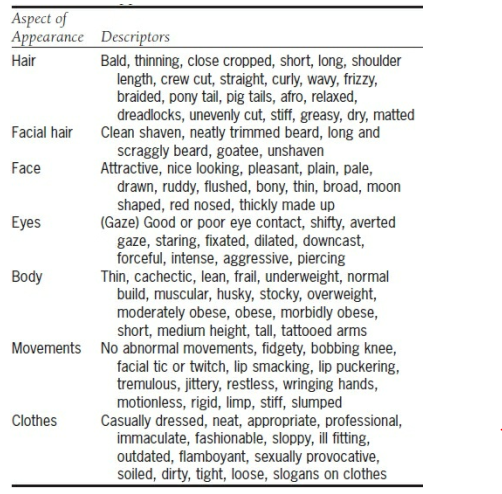 Aspect of
Appearance Descriptors
Hair Bald, thinning, close cropped, short, long, shoulder
length, crew cut, straight, curly, wavy, frizzy,
braided, pony tail, pig tails, afro, relaxed,
dreadlocks, unevenly cut, stiff, greasy, dry, matted
Facial hair Clean shaven, neatly trimmed beard, long and
scraggly beard, goatee, unshaven
Face Attractive, nice looking, pleasant, plain, pale,
drawn, ruddy, flushed, bony, thin, broad, moon
shaped, red nosed, thickly made up
Eyes (Gaze) Good or poor eye contact, shifty, averted
gaze, staring, fixated, dilated, downcast,
forceful, intense, aggressive, piercing
Body Thin, cachectic, lean, frail, underweight, normal
build, muscular, husky, stocky, overweight,
moderately obese, obese, morbidly obese,
short, medium height, tall, tattooed arms
Movements No abnormal movements, fidgety, bobbing knee,
facial tic or twitch, lip smacking, lip puckering,
tremulous, jittery, restless, wringing hands,
motionless, rigid, limp, stiff, slumped
Clothes Casually dressed, neat, appropriate, professional,
immaculate, fashionable, sloppy, ill fitting,
outdated, flamboyant, sexually provocative,
soiled, dirty, tight, loose, slogans on clothes